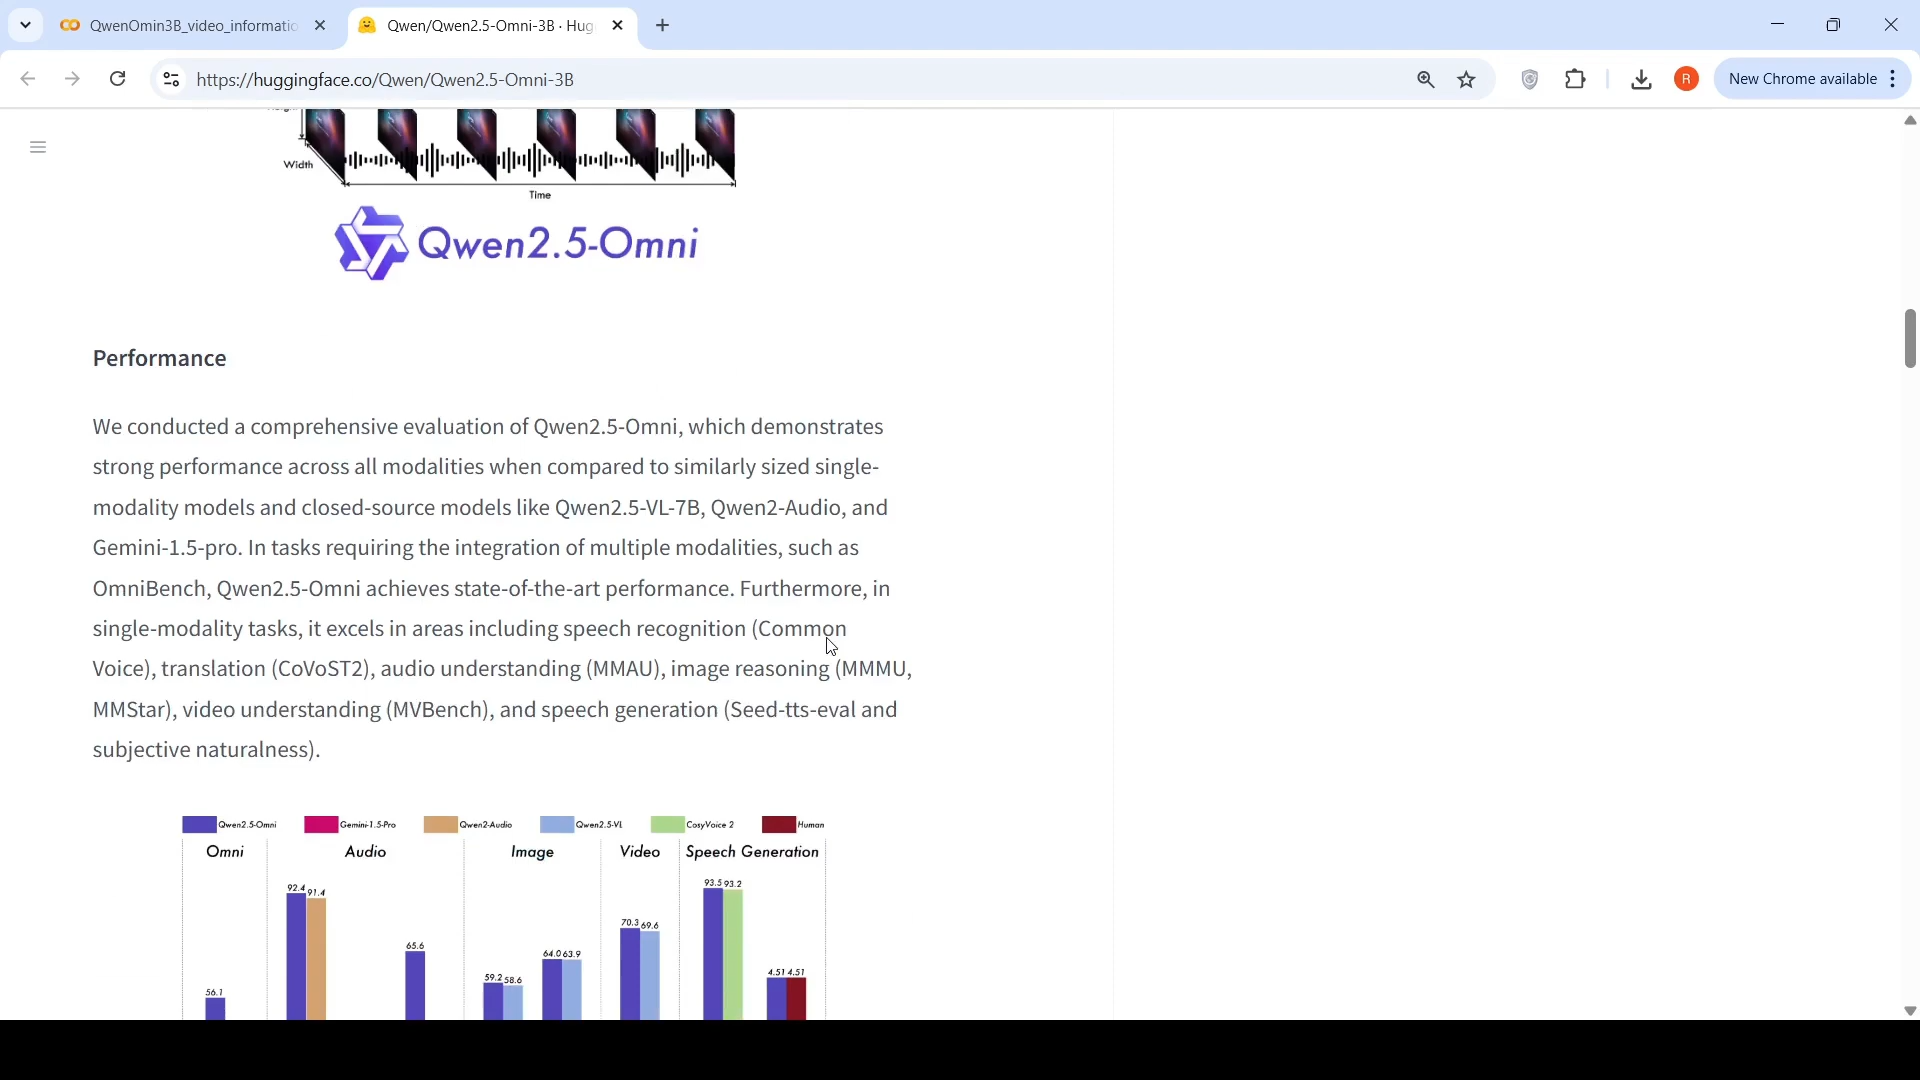 QwenOmin3B_video_informatio
Qwen/Qwen2.5-Omni-3B · Hug
https://huggingface.co/Qwen/Qwen2.5-Omni-3B
R
New Chrome available
Width
Time
Qwen2.5-Omni
Performance
We conducted a comprehensive evaluation of Qwen2.5-Omni, which demonstrates
strong performance across all modalities when compared to similarly sized single-
modality models and closed-source models like Qwen2.5-VL-7B, Qwen2-Audio, and
Gemini-1.5-pro. In tasks requiring the integration of multiple modalities, such as
OmniBench, Qwen2.5-Omni achieves state-of-the-art performance. Furthermore, in
single-modality tasks, it excels in areas including speech recognition (Common
Voice), translation (CoVoST2), audio understanding (MMAU), image reasoning (MMMU,
MMStar), video understanding (MVBench), and speech generation (Seed-tts-eval and
subjective naturalness).
Qwen2.5-Omni Gemini-1.5-Pro Qwen2-Audio Qwen2.5-VL CosyVoice 2 Human
Omni Audio Image Video Speech Generation
93.5 93.2
92.4 91.4
70.3 69.6
65.6
64.0 63.9
4.51 4.51
59.2 58.6
56.1